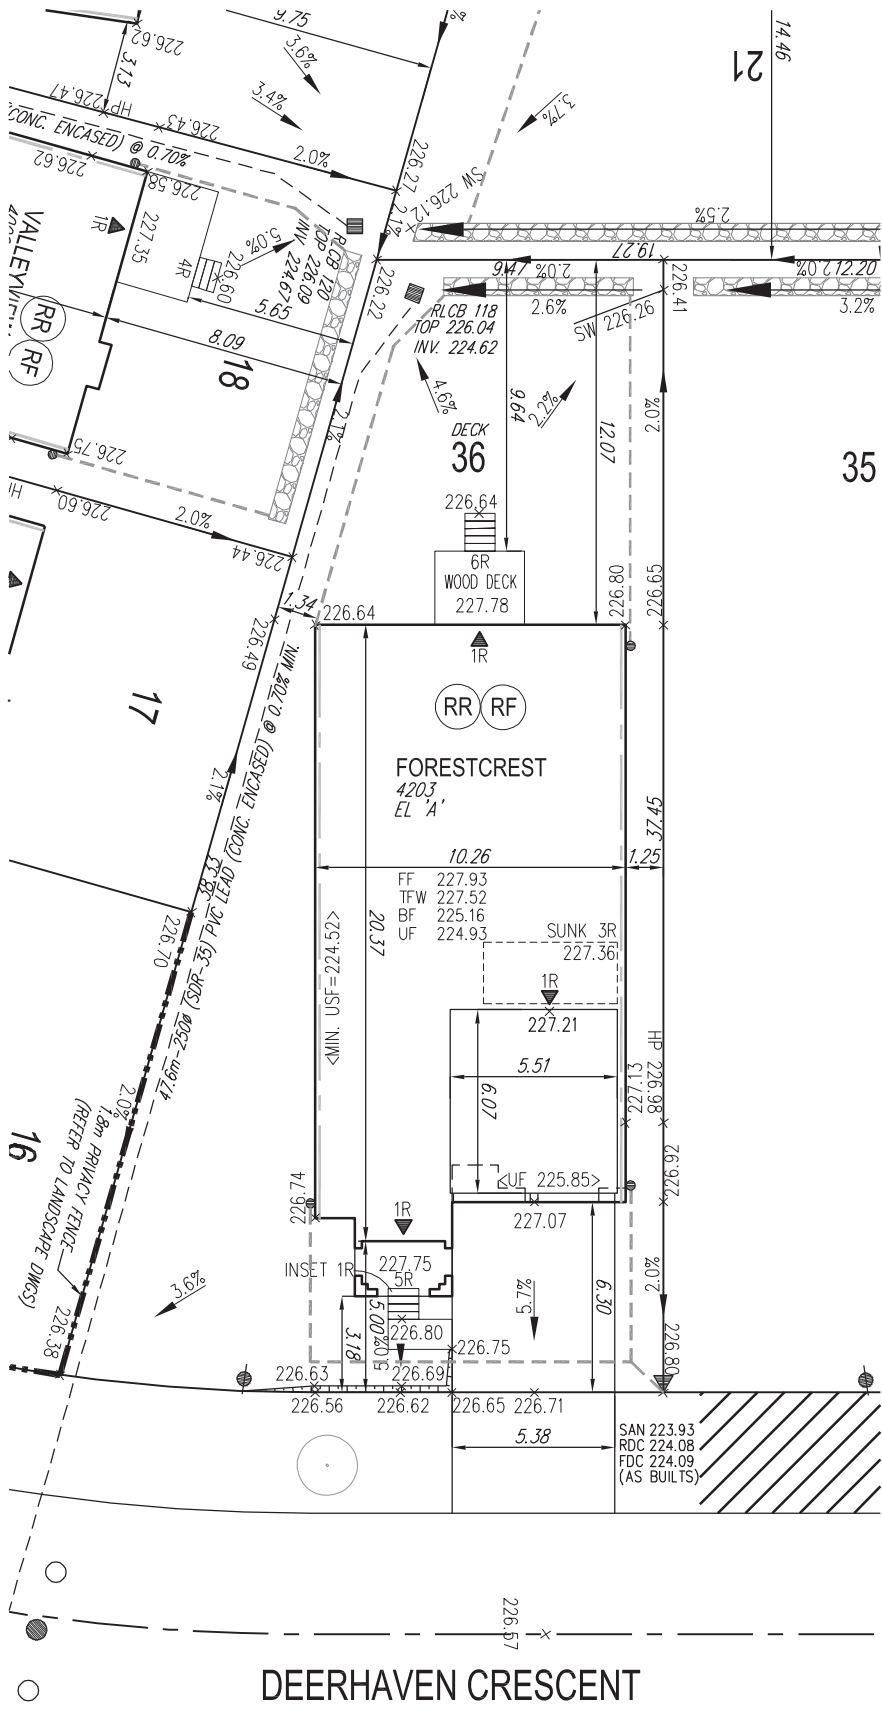 9.75
%
14.46
226.62
3.13
3.6%
21
3.4%
3.7%
HP 226.47
226.43
(CONC. ENCASED) @ 0.70%
2.0%
226.62
226.58
226.27
SW 226.12
2.1%
2.5%
1R
227.35
VALLEYVIEW
4R
226.60
5.0%
RLCB 120
TOP 226.09
INV. 224.67
19.27
9.47
2.0%
2.0%
12.20
226.22
226.41
2.6%
3.2%
SW 226.26
RLCB 118
TOP 226.04
INV. 224.62
5.65
8.09
RR
RF
18
4.6%
2.2%
9.64
12.07
2.0%
2.1%
DECK
36
35
226.75
HP
226.60
2.0%
226.44
226.64
6R
WOOD DECK
227.78
226.80
226.65
1.34
226.64
226.49
1R
17
RR
RF
FORESTCREST
4203
EL 'A'
2.1%
37.45
10.26
1.25
FF 227.93
TFW 227.52
BF 225.16
UF 224.93
38.33
226.70
20.37
<MIN. USF=224.52>
SUNK 3R
227.36
1R
227.21
47.6m-250ø (SDR-35) PVC LEAD (CONC. ENCASED) @ 0.70% MIN.
5.51
6.07
HP 226.98
227.13
2.0%
1.8m PRIVACY FENCE
(REFER TO LANDSCAPE DWGS)
16
226.74
<UF 225.85>
226.92
227.07
1R
INSET 1R
227.75
5R
3.6%
5.7%
6.30
2.0%
226.38
5.00
3.18
5.0%
226.80
226.75
226.80
226.63
226.69
226.56
226.62
226.65
226.71
5.38
SAN 223.93
RDC 224.08
FDC 224.09
(AS BUILTS)
226.57
DEERHAVEN CRESCENT